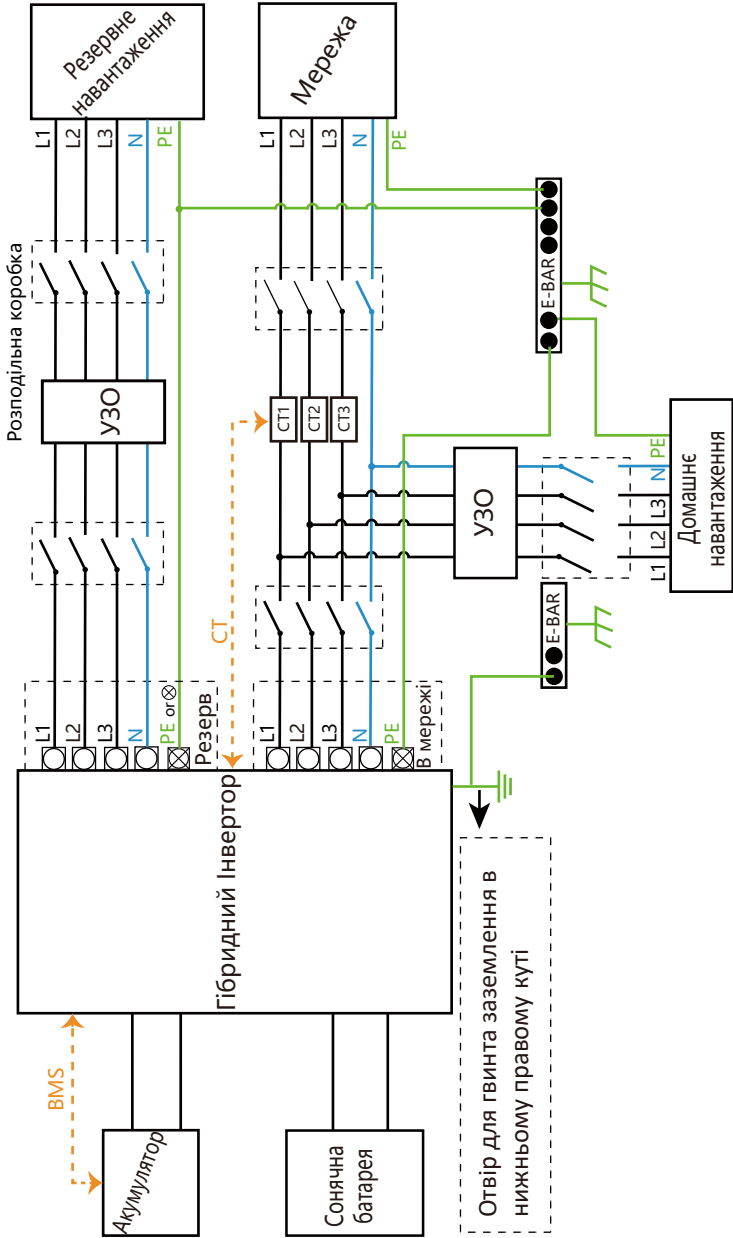 Резервне
навантаження
Мережа
L1
L2
L3
N
PE
L1
L2
L3
N
PE
Розподільна коробка
УЗО
E-BAR
CT1
CT2
CT3
CT
УЗО
L1
L2
L3
N
PE
Домашнє
навантаження
E-BAR
L1
L2
L3
N
PE or
Резерв
L1
L2
L3
N
PE
В мережі
Гібридний Інвертор
BMS
Акумулятор
Сонячна
батарея
Отвір для гвинта заземлення в
нижньому правому куті